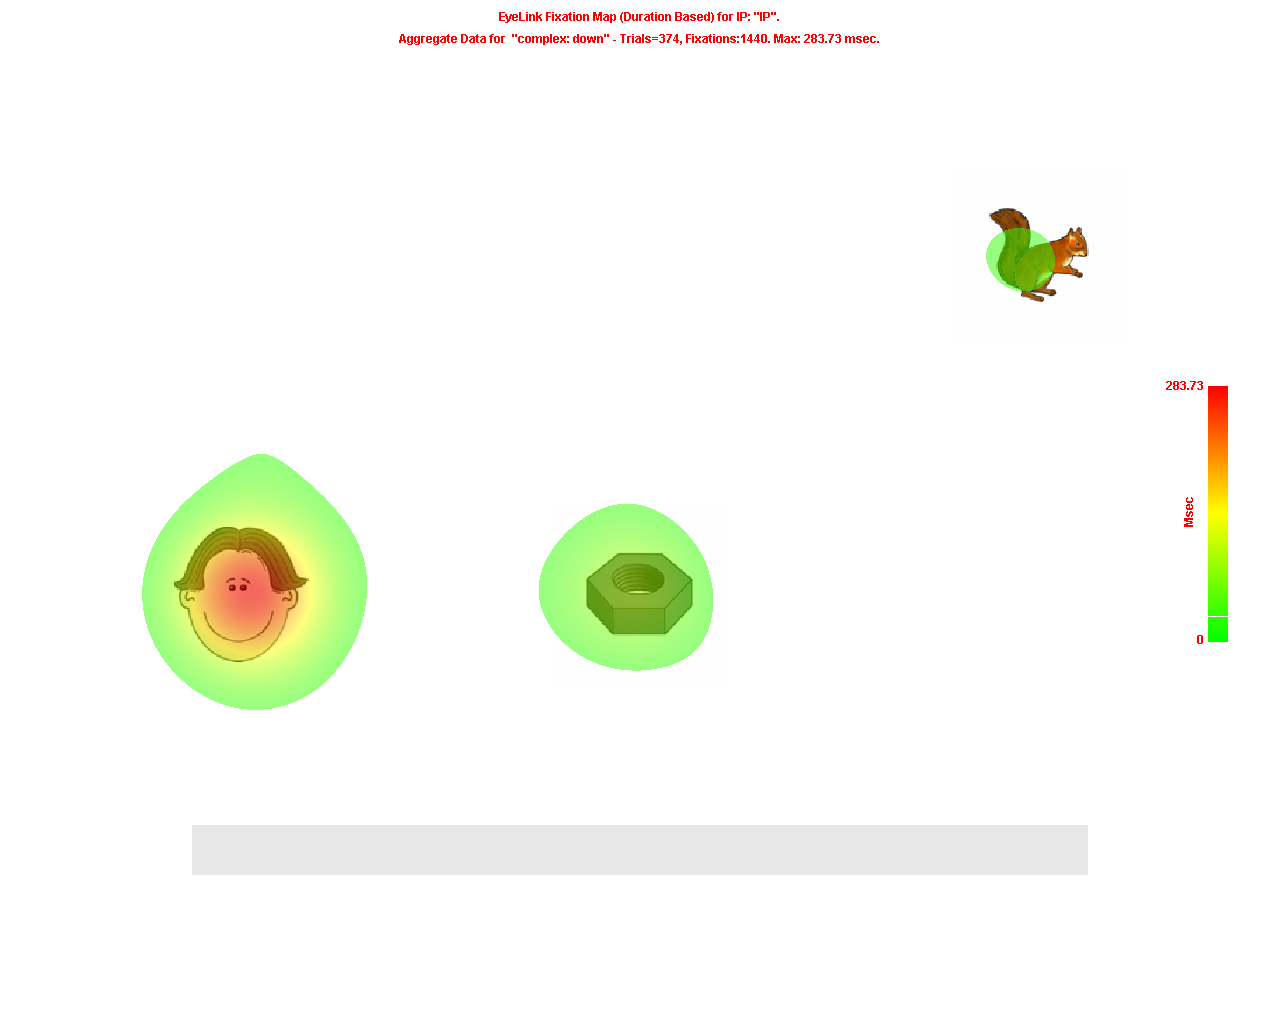 EyeLink Fixation Map (Duration Based) for IP: "IP".
Aggregate Data for  "complex: down" - Trials=374, Fixations:1440. Max: 283.73 msec.
283.73
Msec
0